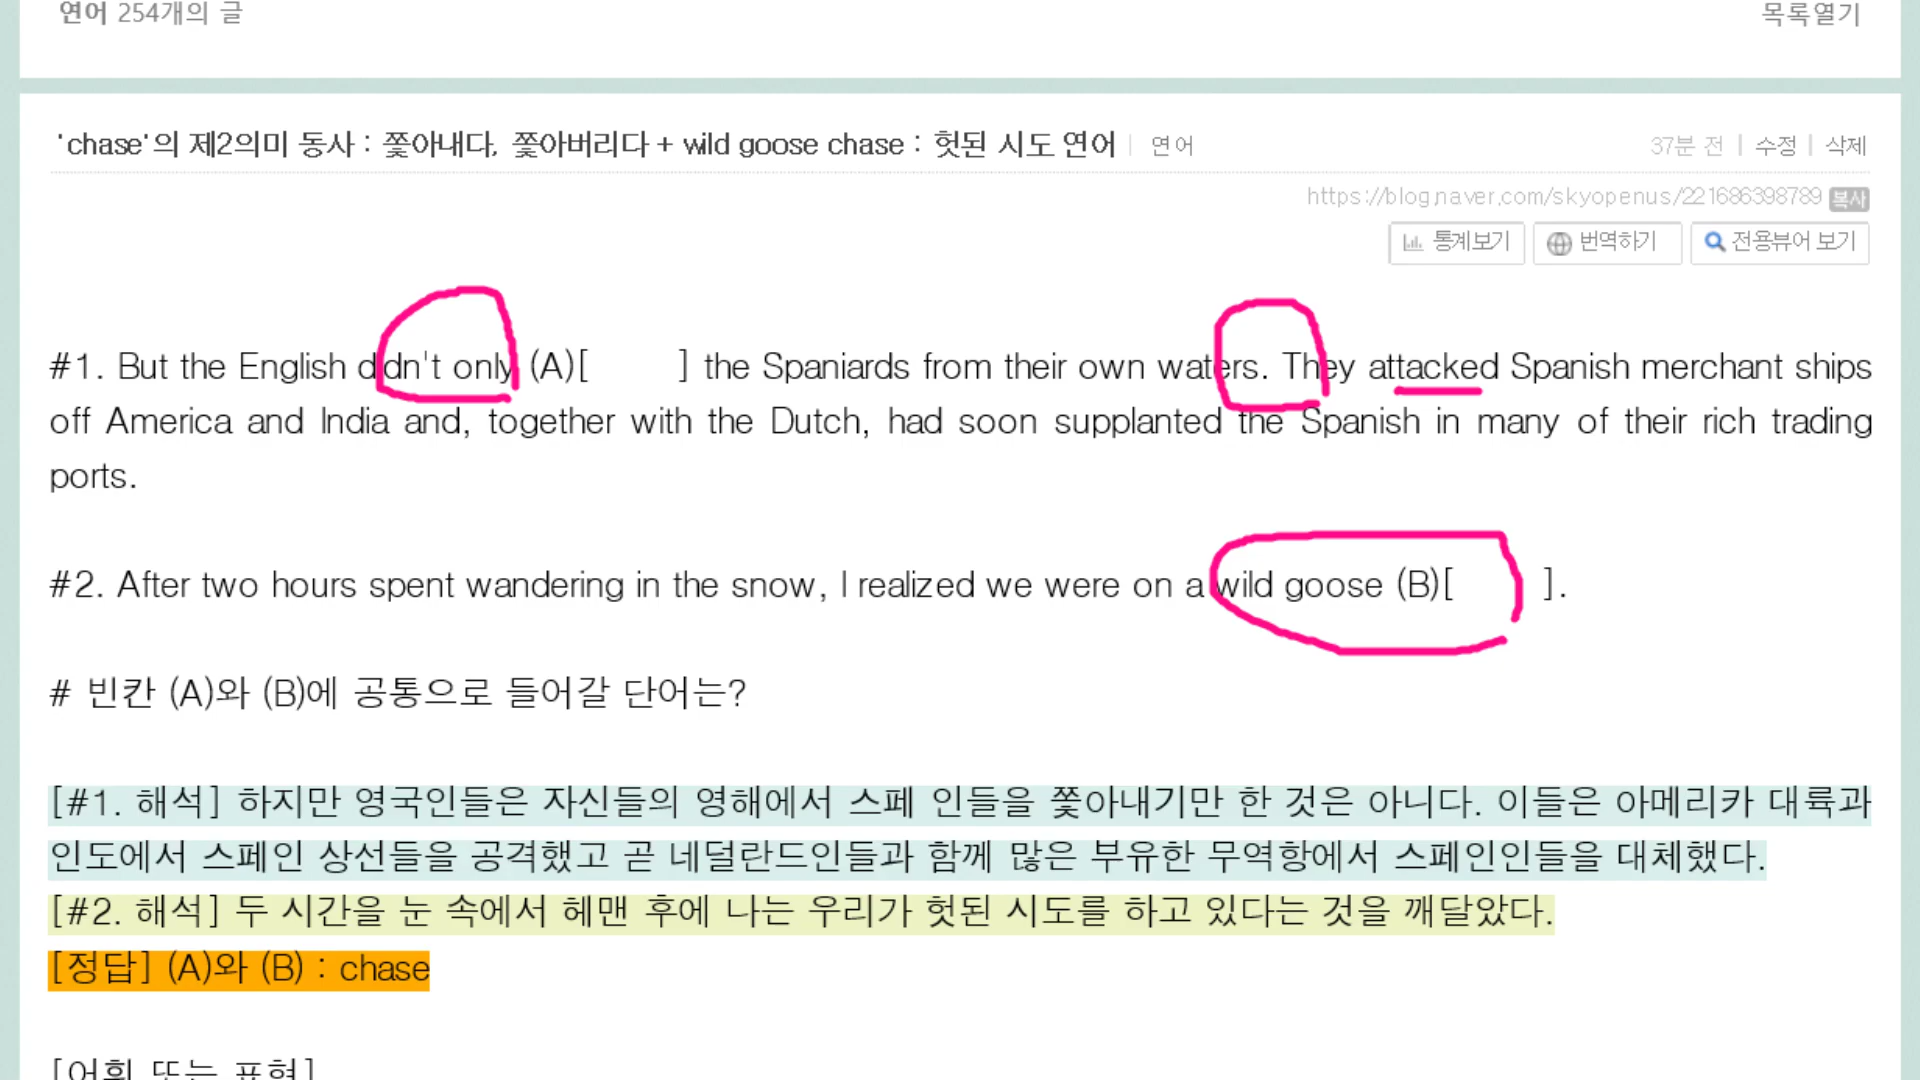 연어 254개의 글
목록열기
'chase'의 제2의미 동사 : 쫓아내다, 쫓아버리다 + wild goose chase : 헛된 시도 연어 | 연어
37분 전 | 수정 | 삭제
https://blog.naver.com/skyopenus/221686398789 복사
통계보기 번역하기 전용뷰어 보기
#1. But the English didn't only (A)[ ] the Spaniards from their own waters. They attacked Spanish merchant ships
off America and India and, together with the Dutch, had soon supplanted the Spanish in many of their rich trading
ports.
#2. After two hours spent wandering in the snow, I realized we were on a wild goose (B)[ ].
# 빈칸 (A)와 (B)에 공통으로 들어갈 단어는?
[#1. 해석] 하지만 영국인들은 자신들의 영해에서 스페 인들을 쫓아내기만 한 것은 아니다. 이들은 아메리카 대륙과
인도에서 스페인 상선들을 공격했고 곧 네덜란드인들과 함께 많은 부유한 무역항에서 스페인인들을 대체했다.
[#2. 해석] 두 시간을 눈 속에서 헤맨 후에 나는 우리가 헛된 시도를 하고 있다는 것을 깨달았다.
[정답] (A)와 (B) : chase
[어휘 또는 표현]